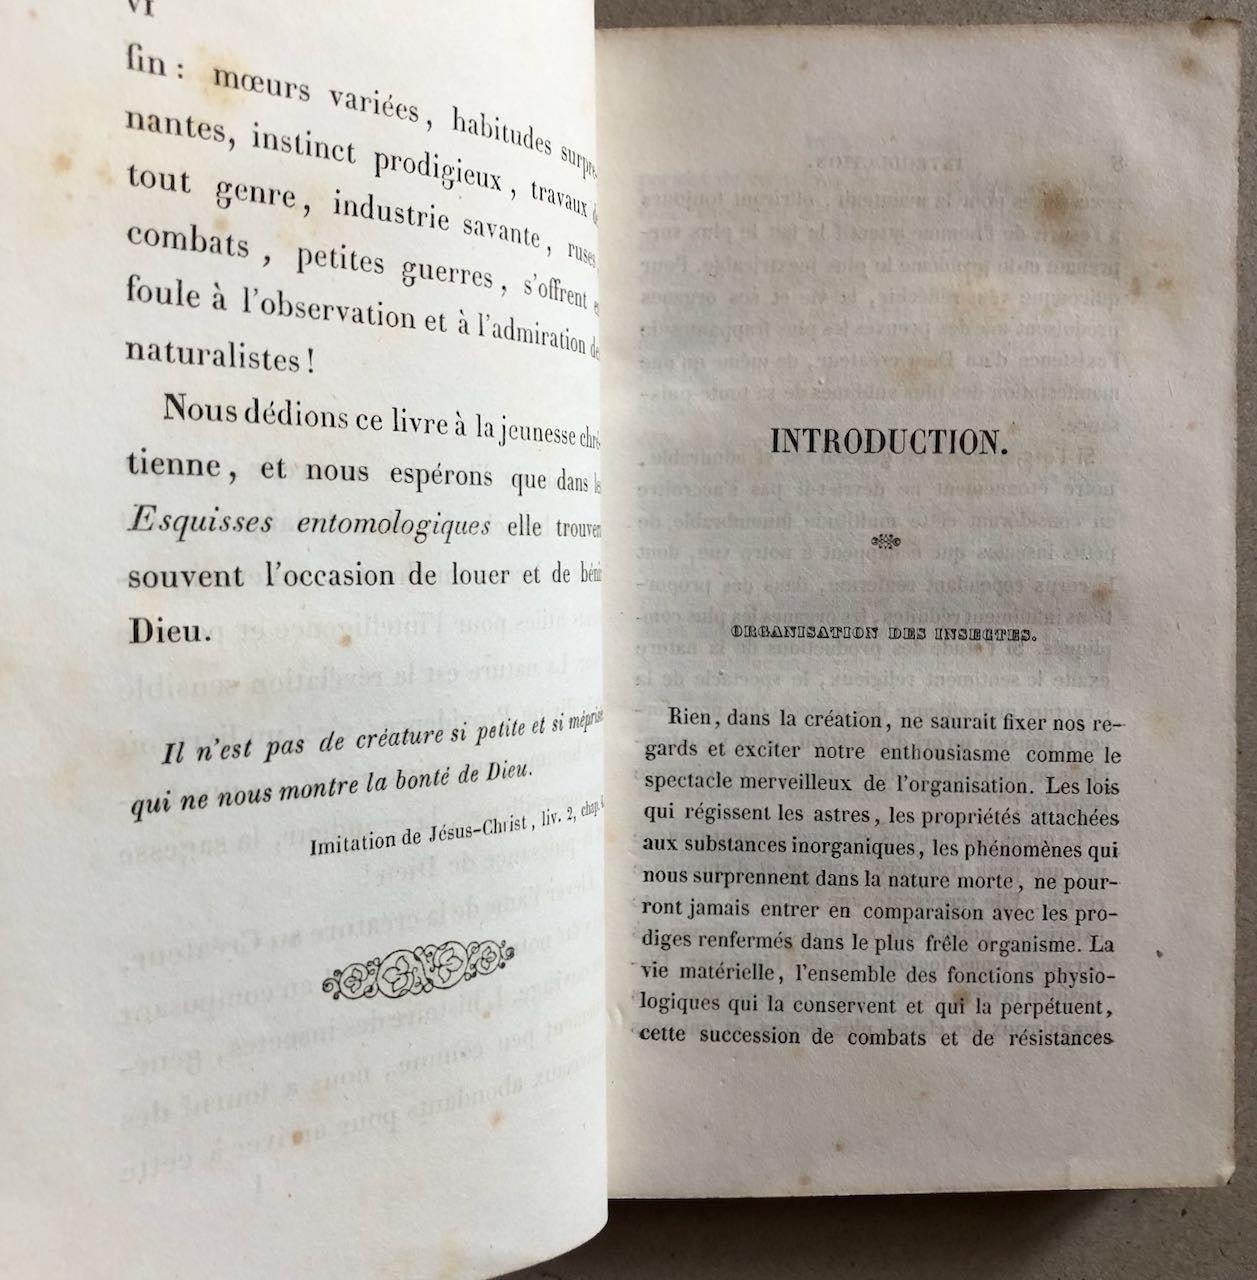 VI
fin : mœurs variées, habitudes surpre-
nantes, instinct prodigieux, travaux de
tout genre, industrie savante, ruses,
combats, petites guerres, s'offrent
foule à l'observation et à l'admiration
naturalistes !
Nous dédions ce livre à la jeunesse chré-
tienne, et nous espérons que dans
Esquisses entomologiques elle
souvent l'occasion de louer et de bénir
Dieu.
Il n'est pas de créature si petite et si
qui ne nous montre la bonté de Dieu.
Imitation de Jésus-Christ, liv. 2, chap.
INTRODUCTION.
ORGANISATION DES INSECTES.
Rien, dans la création, ne saurait fixer nos re-
gards et exciter notre enthousiasme comme le
spectacle merveilleux de l'organisation. Les lois
qui régissent les astres, les propriétés attachées
aux substances inorganiques, les phénomènes qui
nous surprennent dans la nature morte, ne pour-
ront jamais entrer en comparaison avec les pro-
diges renfermés dans le plus frêle organisme. La
vie matérielle, l'ensemble des fonctions physio-
logiques qui la conservent et qui la perpétuent,
cette succession de combats et de résistances